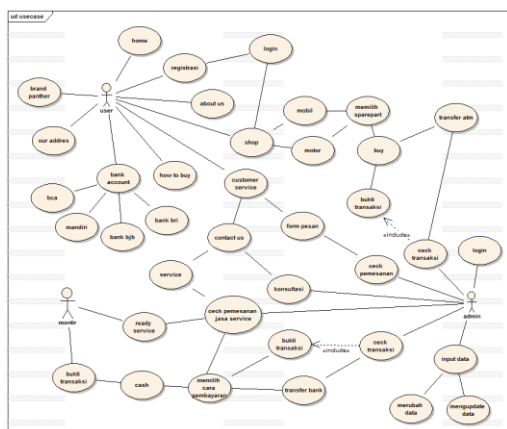 ud usecase
home
login
registrasi
brand
panther
user
about us
our addres
shop
mobil
memilih
sparepart
transfer atm
motor
buy
bank
account
how to buy
customer
service
bca
mandiri
bank bjb
bank bri
bukti
transaksi
form pesan
contact us
«include»
ceck
transaksi
login
ceck
pemesanan
service
konsultesi
admin
montir
ready
service
ceck pemesanan
jasa service
bukti
transaksi
«include»
ceck
transaksi
input data
bukti
transaksi
cash
memilih
cara
pembayaran
transfer bank
merubah
data
mengupdate
data